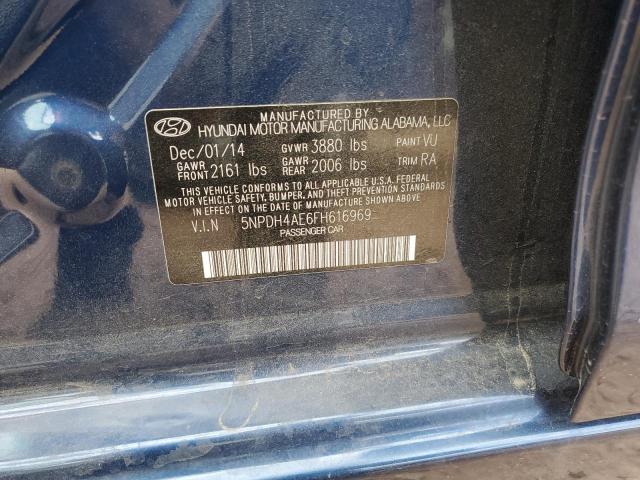 MANUFACTURED BY
HYUNDAI MOTOR MANUFACTURING ALABAMA, LLC
Dec/01/14 GVWR 3880 lbs PAINT VU
GAWR FRONT 2161 lbs GAWR REAR 2006 lbs TRIM RA
THIS VEHICLE CONFORMS TO ALL APPLICABLE U.S.A. FEDERAL
MOTOR VEHICLE SAFETY, BUMPER, AND THEFT PREVENTION
STANDARDS IN EFFECT ON THE DATE OF MANUFACTURE SHOWN ABOVE.
V.I.N 5NPDH4AE6FH616969
PASSENGER CAR